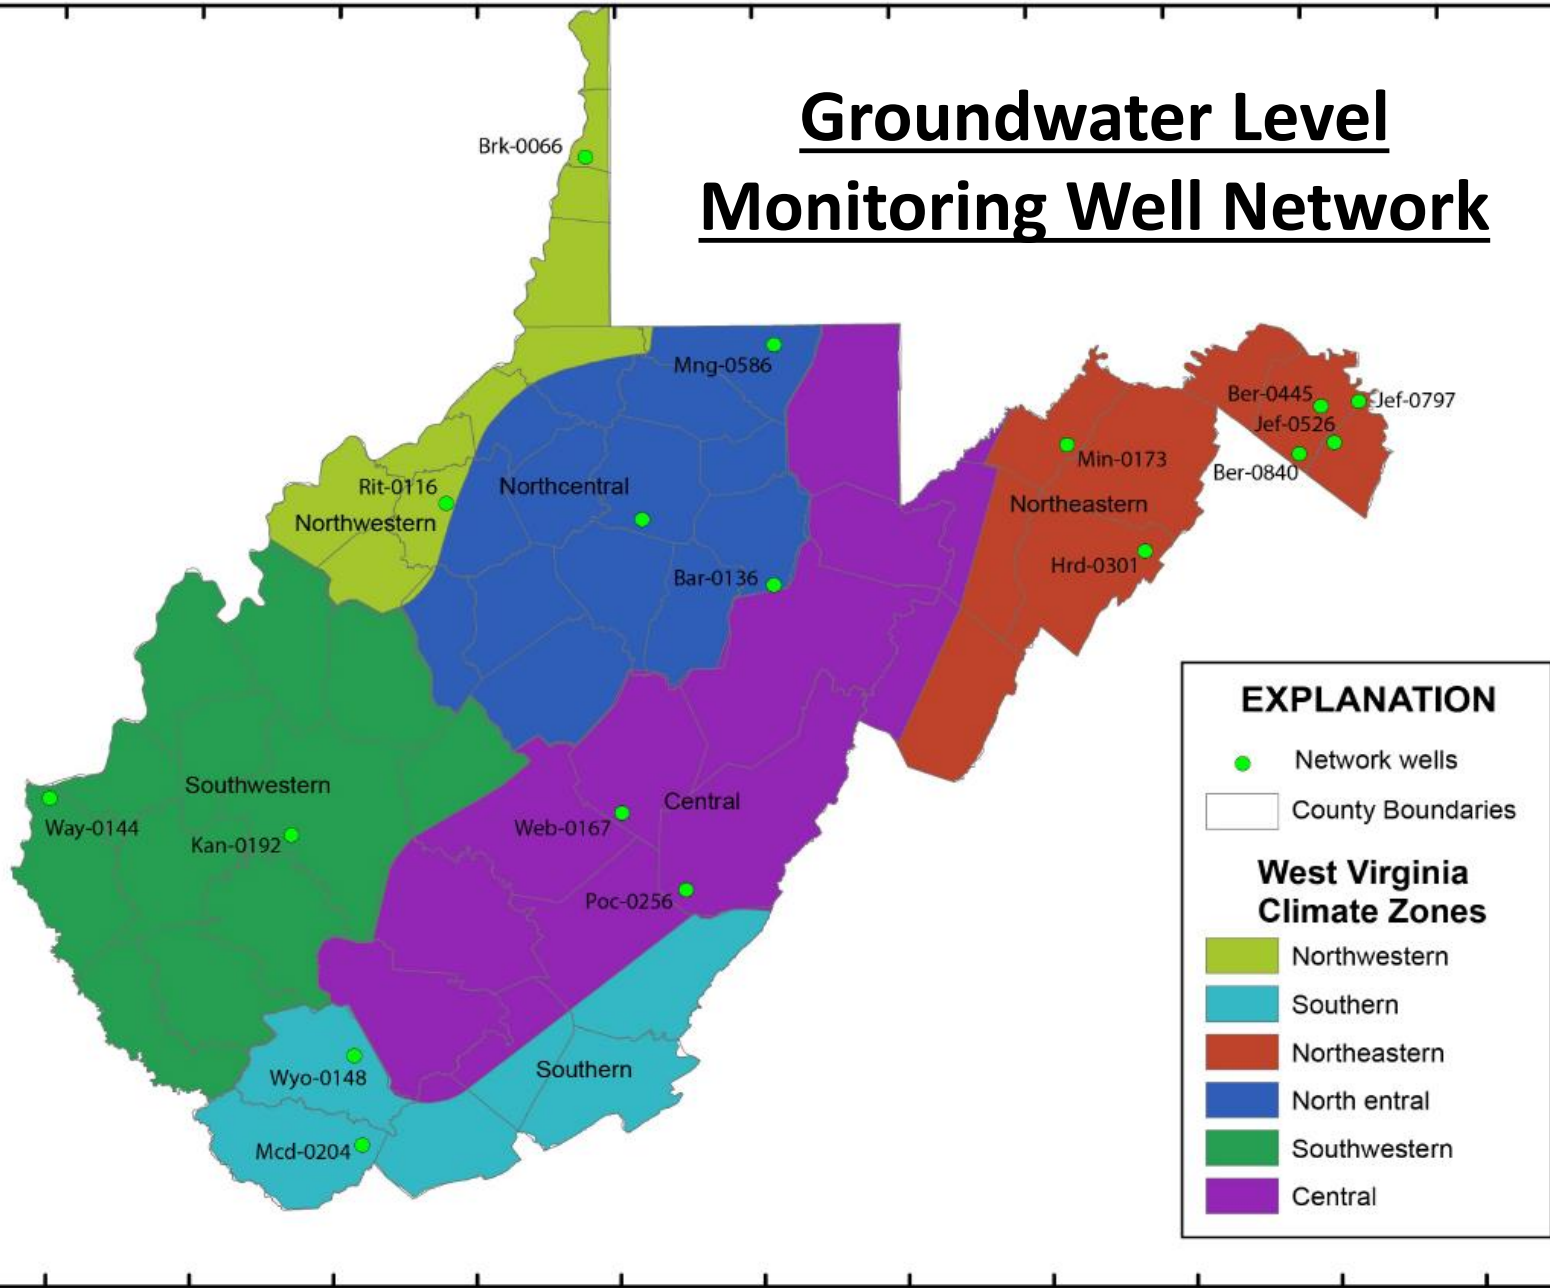 Groundwater Level
Monitoring Well Network
Brk-0066
Mng-0586
Ber-0445
Jef-0797
Jef-0526
Min-0173
Ber-0840
Rit-0116
Northcentral
Northeastern
Northwestern
Hrd-0301
Bar-0136
Southwestern
Central
Way-0144
Web-0167
Kan-0192
Poc-0256
Southern
Wyo-0148
Mcd-0204
EXPLANATION
Network wells
County Boundaries
West Virginia
Climate Zones
Northwestern
Southern
Northeastern
North entral
Southwestern
Central